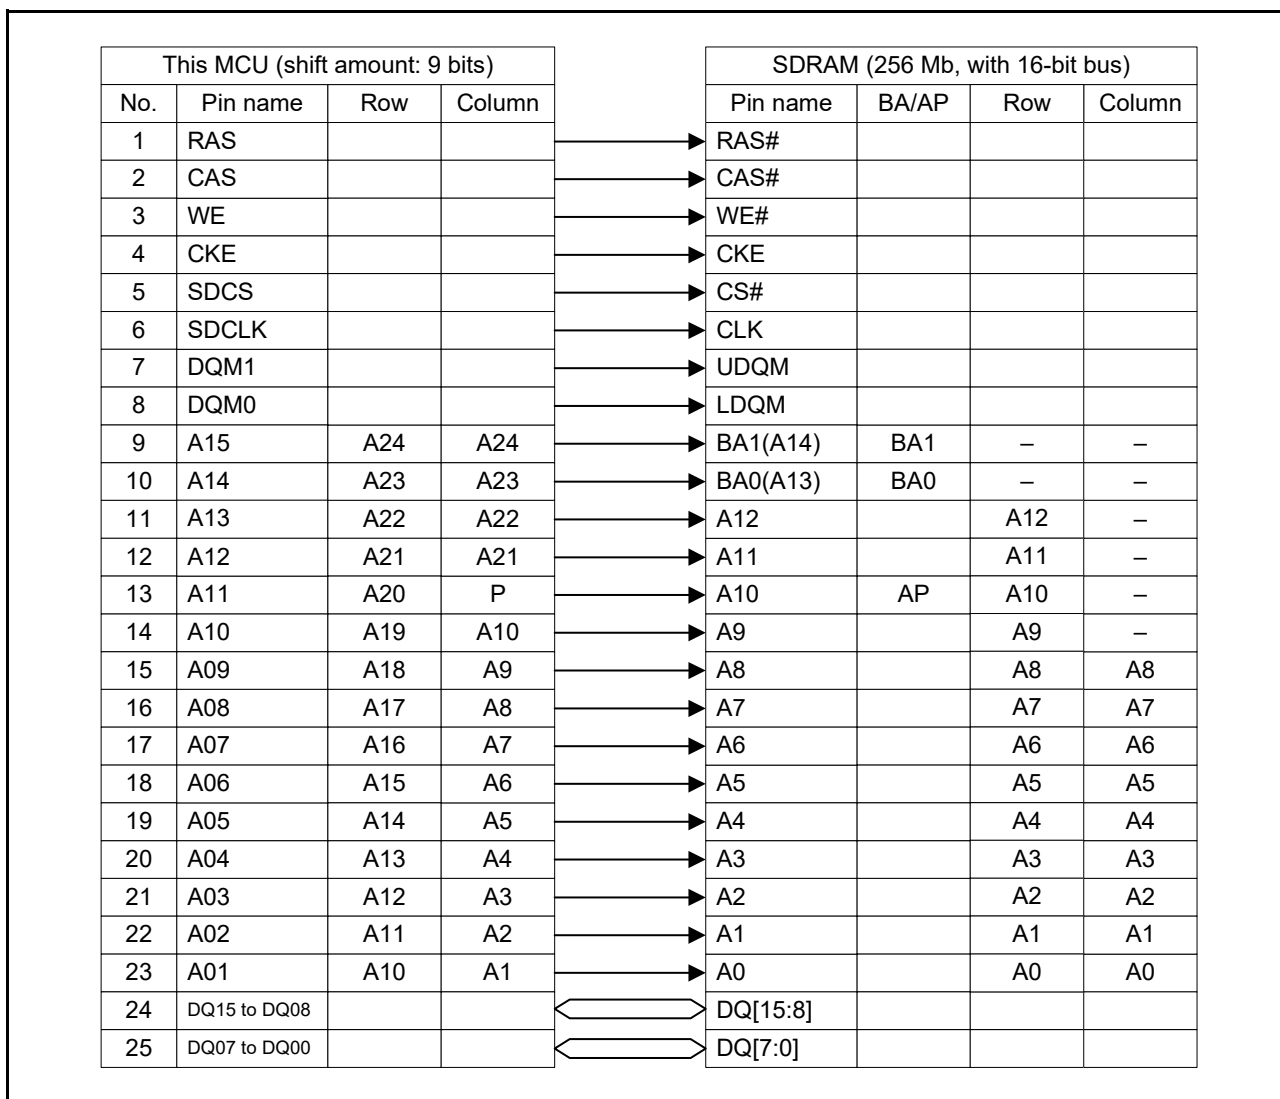 This MCU (shift amount: 9 bits) SDRAM (256 Mb, with 16-bit bus)
No. Pin name Row Column Pin name BA/AP Row Column
1 RAS RAS#
2 CAS CAS#
3 WE WE#
4 CKE CKE
5 SDCS CS#
6 SDCLK CLK
7 DQM1 UDQM
8 DQM0 LDQM
9 A15 A24 A24 BA1(A14) BA1 – –
10 A14 A23 A23 BA0(A13) BA0 – –
11 A13 A22 A22 A12 A12 –
12 A12 A21 A21 A11 A11 –
13 A11 A20 P A10 AP A10 –
14 A10 A19 A10 A9 A9 –
15 A09 A18 A9 A8 A8 A8
16 A08 A17 A8 A7 A7 A7
17 A07 A16 A7 A6 A6 A6
18 A06 A15 A6 A5 A5 A5
19 A05 A14 A5 A4 A4 A4
20 A04 A13 A4 A3 A3 A3
21 A03 A12 A3 A2 A2 A2
22 A02 A11 A2 A1 A1 A1
23 A01 A10 A1 A0 A0 A0
24 DQ15 to DQ08 DQ[15:8]
25 DQ07 to DQ00 DQ[7:0]